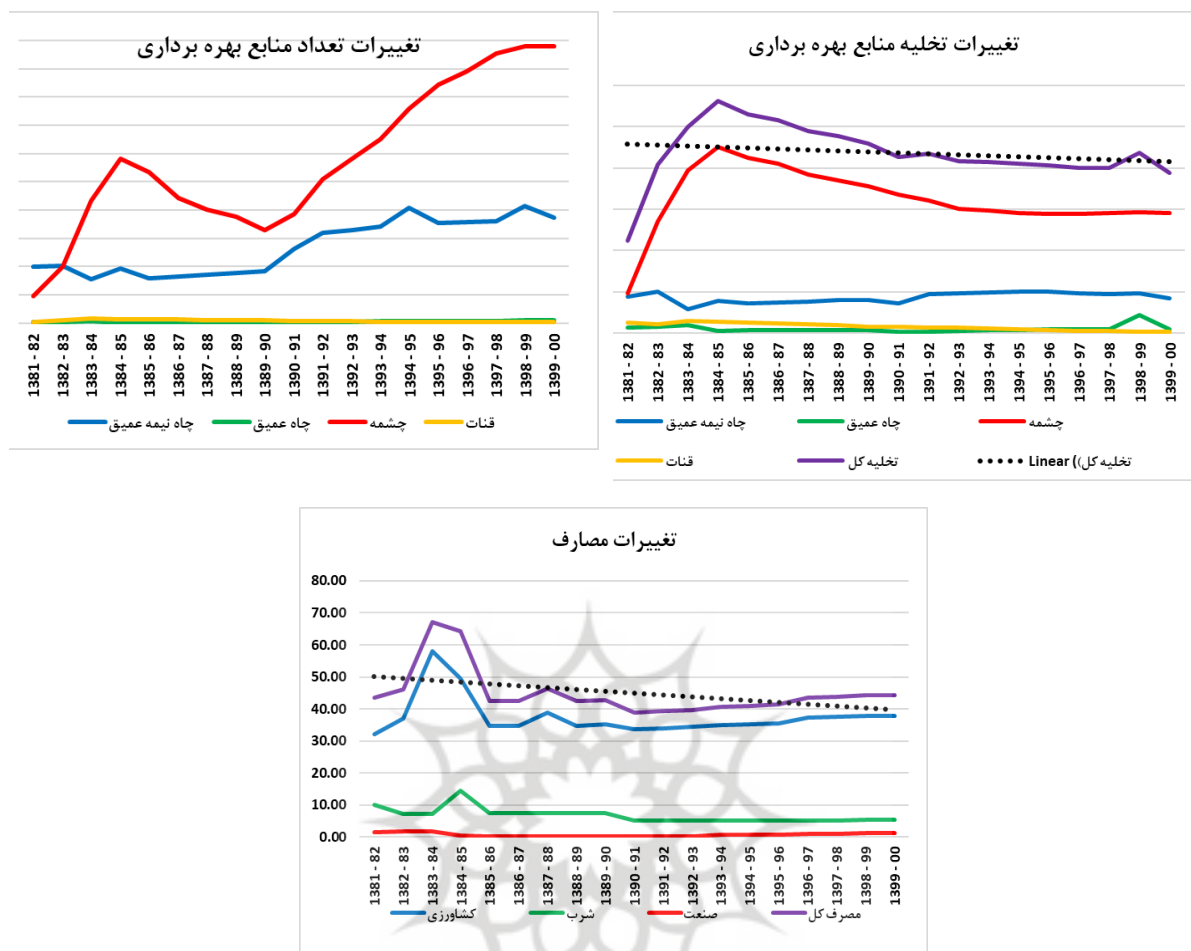 تغییرات تعداد منابع بهره برداری
1381 - 82
1382 - 83
1383 - 84
1384 - 85
1385 - 86
1386 - 87
1387 - 88
1388 - 89
1389 - 90
1390 - 91
1391 - 92
1392 - 93
1393 - 94
1394 - 95
1395 - 96
1396 - 97
1397 - 98
1398 - 99
1399 - 00
چاه نیمه عمیق چاه عمیق چشمه قنات
تغییرات تخلیه منابع بهره برداری
1381 - 82
1382 - 83
1383 - 84
1384 - 85
1385 - 86
1386 - 87
1387 - 88
1388 - 89
1389 - 90
1390 - 91
1391 - 92
1392 - 93
1393 - 94
1394 - 95
1395 - 96
1396 - 97
1397 - 98
1398 - 99
1399 - 00
چاه نیمه عمیق چاه عمیق چشمه
قنات تخلیه کل Linear (تخلیه کل)
تغییرات مصارف
80.00
70.00
60.00
50.00
40.00
30.00
20.00
10.00
0.00
1381 - 82
1382 - 83
1383 - 84
1384 - 85
1385 - 86
1386 - 87
1387 - 88
1388 - 89
1389 - 90
1390 - 91
1391 - 92
1392 - 93
1393 - 94
1394 - 95
1395 - 96
1396 - 97
1397 - 98
1398 - 99
1399 - 00
کشاورزی شرب صنعت مصرف کل